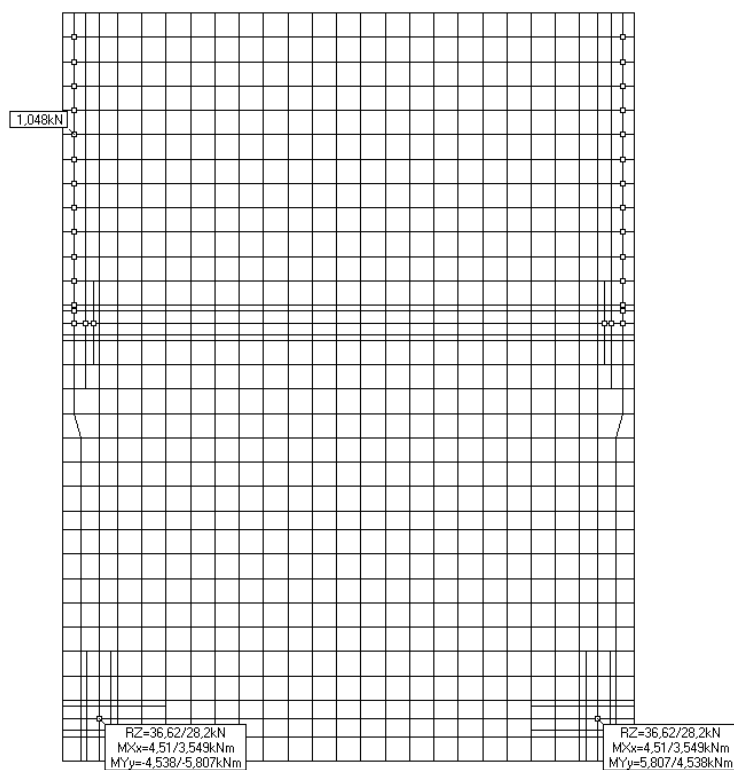 1,048kN
RZ=36,62/28,2kN
MXx=4,51/3,549kNm
MYy=-4,538/-5,807kNm
RZ=36,62/28,2kN
MXx=4,51/3,549kNm
MYy=5,807/4,538kNm